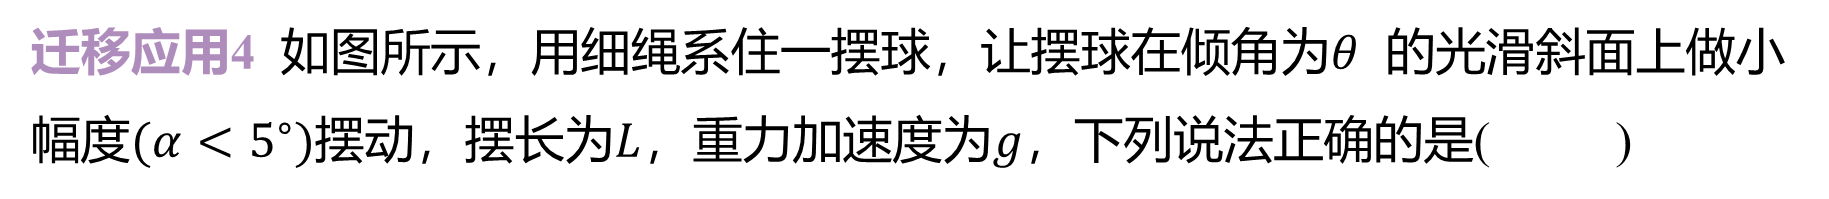 迁移应用4 如图所示，用细绳系住一摆球，让摆球在倾角为θ 的光滑斜面上做小
幅度(α < 5°)摆动，摆长为L，重力加速度为g，下列说法正确的是(    )